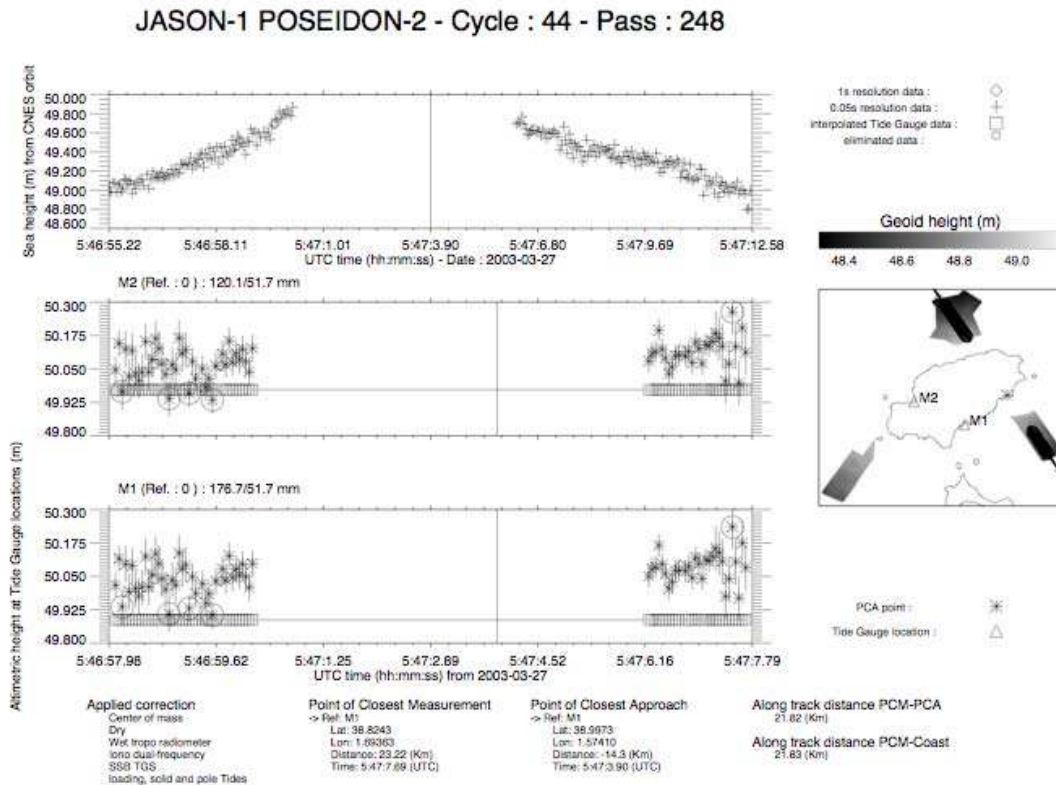 JASON-1 POSEIDON-2 - Cycle : 44 - Pass : 248
Sea height (m) from CNES orbit
50.000
49.800
49.600
49.400
49.200
49.000
48.800
48.600
5:46:55.22 5:46:58.11 5:47:1.01 5:47:3.90 5:47:6.80 5:47:9.69 5:47:12.58
UTC time (hh:mm:ss) - Date : 2003-03-27
1s resolution data :
0.05s resolution data :
interpolated Tide Gauge data :
eliminated data :
Geoid height (m)
48.4 48.6 48.8 49.0
M2
M1
Altimetric height at Tide Gauge locations (m)
M2 (Ref. : 0 ) : 120.1/51.7 mm
50.300
50.175
50.050
49.925
49.800
M1 (Ref. : 0 ) : 176.7/51.7 mm
50.300
50.175
50.050
49.925
49.800
5:46:57.98 5:46:59.62 5:47:1.25 5:47:2.89 5:47:4.52 5:47:6.16 5:47:7.79
UTC time (hh:mm:ss) from 2003-03-27
PCA point :
Tide Gauge location :
Applied correction
Center of mass
Dry
Wet tropo radiometer
Iono dual-frequency
SSB TGS
loading, solid and pole Tides
Point of Closest Measurement
-> Ref: M1
Lat: 38.8243
Lon: 1.69363
Distance: 23.22 (Km)
Time: 5:47:7.69 (UTC)
Point of Closest Approach
-> Ref: M1
Lat: 38.9973
Lon: 1.57410
Distance: -14.3 (Km)
Time: 5:47:3.90 (UTC)
Along track distance PCM-PCA
21.82 (Km)
Along track distance PCM-Coast
21.63 (Km)